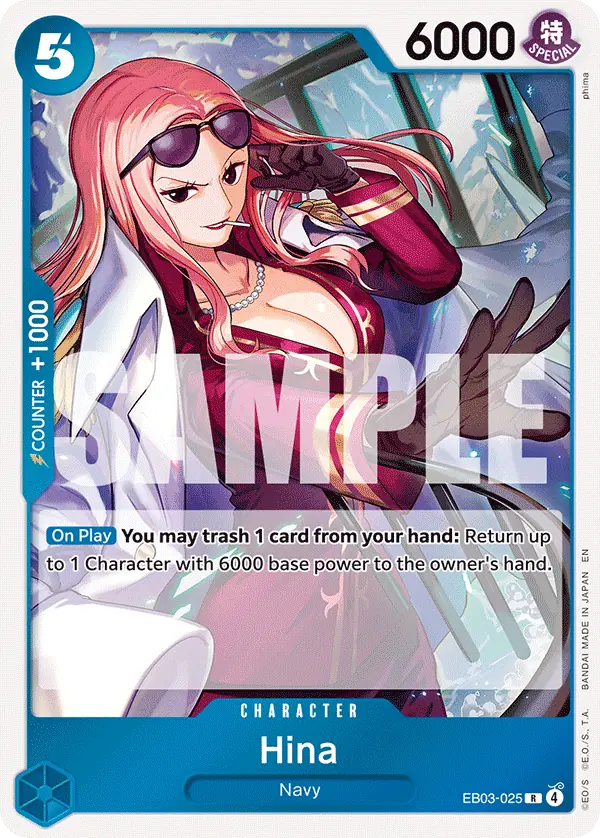 5
6000
特
SPECIAL
phima
COUNTER +1000
SAMPLE
On Play You may trash 1 card from your hand: Return up
to 1 Character with 6000 base power to the owner's hand.
CHARACTER
Hina
Navy
EB03-025 R 4
©EO/S ©E.O./S., T.A. BANDAI MADE IN JAPAN EN